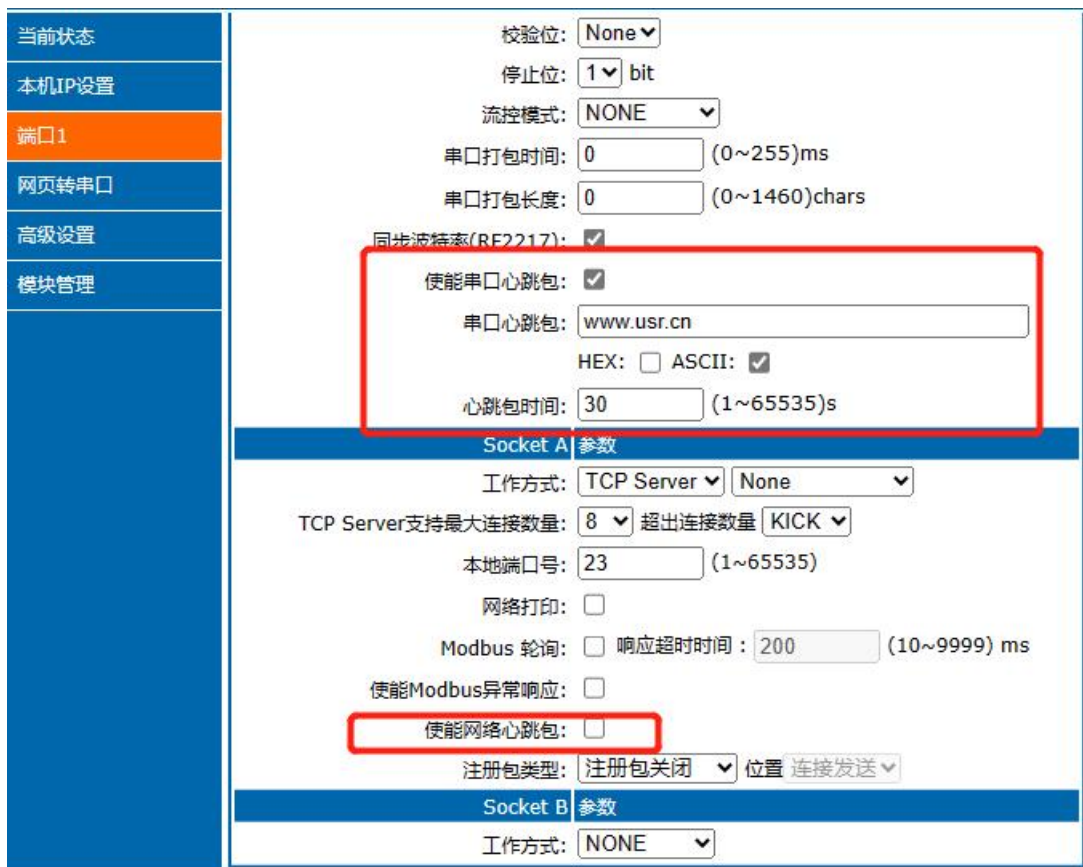 当前状态
本机IP设置
端口1
网页转串口
高级设置
模块管理
校验位: None
停止位: 1 bit
流控模式: NONE
串口打包时间: 0 (0~255)ms
串口打包长度: 0 (0~1460)chars
同步波特率(RF2217):
使能串口心跳包:
串口心跳包: www.usr.cn
HEX: ASCII:
心跳包时间: 30 (1~65535)s
Socket A 参数
工作方式: TCP Server None
TCP Server支持最大连接数量: 8 超出连接数量 KICK
本地端口号: 23 (1~65535)
网络打印:
Modbus 轮询: 响应超时时间 : 200 (10~9999) ms
使能Modbus异常响应:
使能网络心跳包:
注册包类型: 注册包关闭 位置 连接发送
Socket B 参数
工作方式: NONE